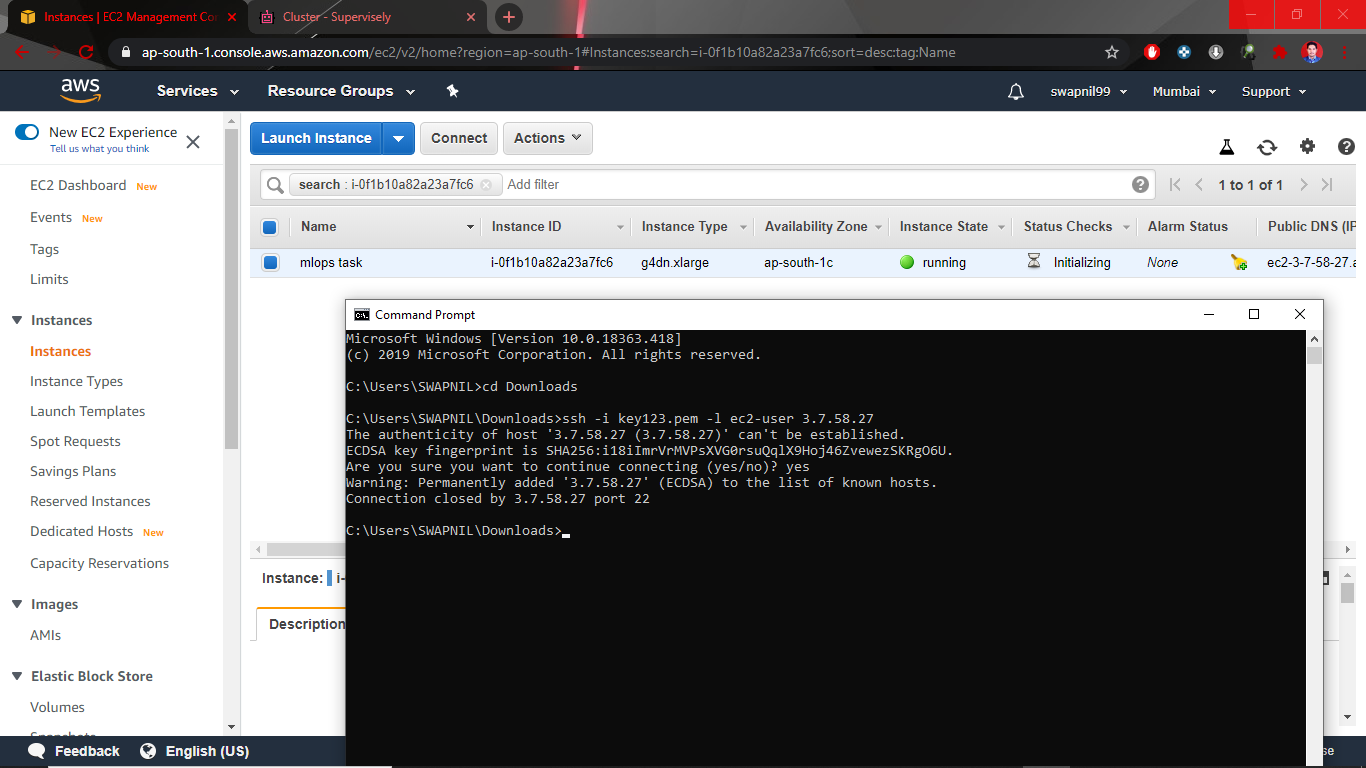 Instances | EC2 Management Con
Cluster - Supervisely
ap-south-1.console.aws.amazon.com/ec2/v2/home?region=ap-south-1#Instances:search=i-0f1b10a82a23a7fc6;sort=desc:tag:Name
aws Services Resource Groups swapnil99 Mumbai Support
New EC2 Experience
Tell us what you think
EC2 Dashboard New
Events New
Tags
Limits
Instances
Instances
Instance Types
Launch Templates
Spot Requests
Savings Plans
Reserved Instances
Dedicated Hosts New
Capacity Reservations
Images
AMIs
Elastic Block Store
Volumes
Snapshots
Launch Instance Connect Actions
search : i-0f1b10a82a23a7fc6 Add filter 1 to 1 of 1
Name Instance ID Instance Type Availability Zone Instance State Status Checks Alarm Status Public DNS (IP
mlops task i-0f1b10a82a23a7fc6 g4dn.xlarge ap-south-1c running Initializing None ec2-3-7-58-27.a
Instance: i-
Description
Command Prompt
Microsoft Windows [Version 10.0.18363.418]
(c) 2019 Microsoft Corporation. All rights reserved.
C:\Users\SWAPNIL>cd Downloads
C:\Users\SWAPNIL\Downloads>ssh -i key123.pem -l ec2-user 3.7.58.27
The authenticity of host '3.7.58.27 (3.7.58.27)' can't be established.
ECDSA key fingerprint is SHA256:i18iImrVrMVPsXVG0rsuQqlX9Hoj46ZvewezSKRgO6U.
Are you sure you want to continue connecting (yes/no)? yes
Warning: Permanently added '3.7.58.27' (ECDSA) to the list of known hosts.
Connection closed by 3.7.58.27 port 22
C:\Users\SWAPNIL\Downloads>
Feedback English (US) se